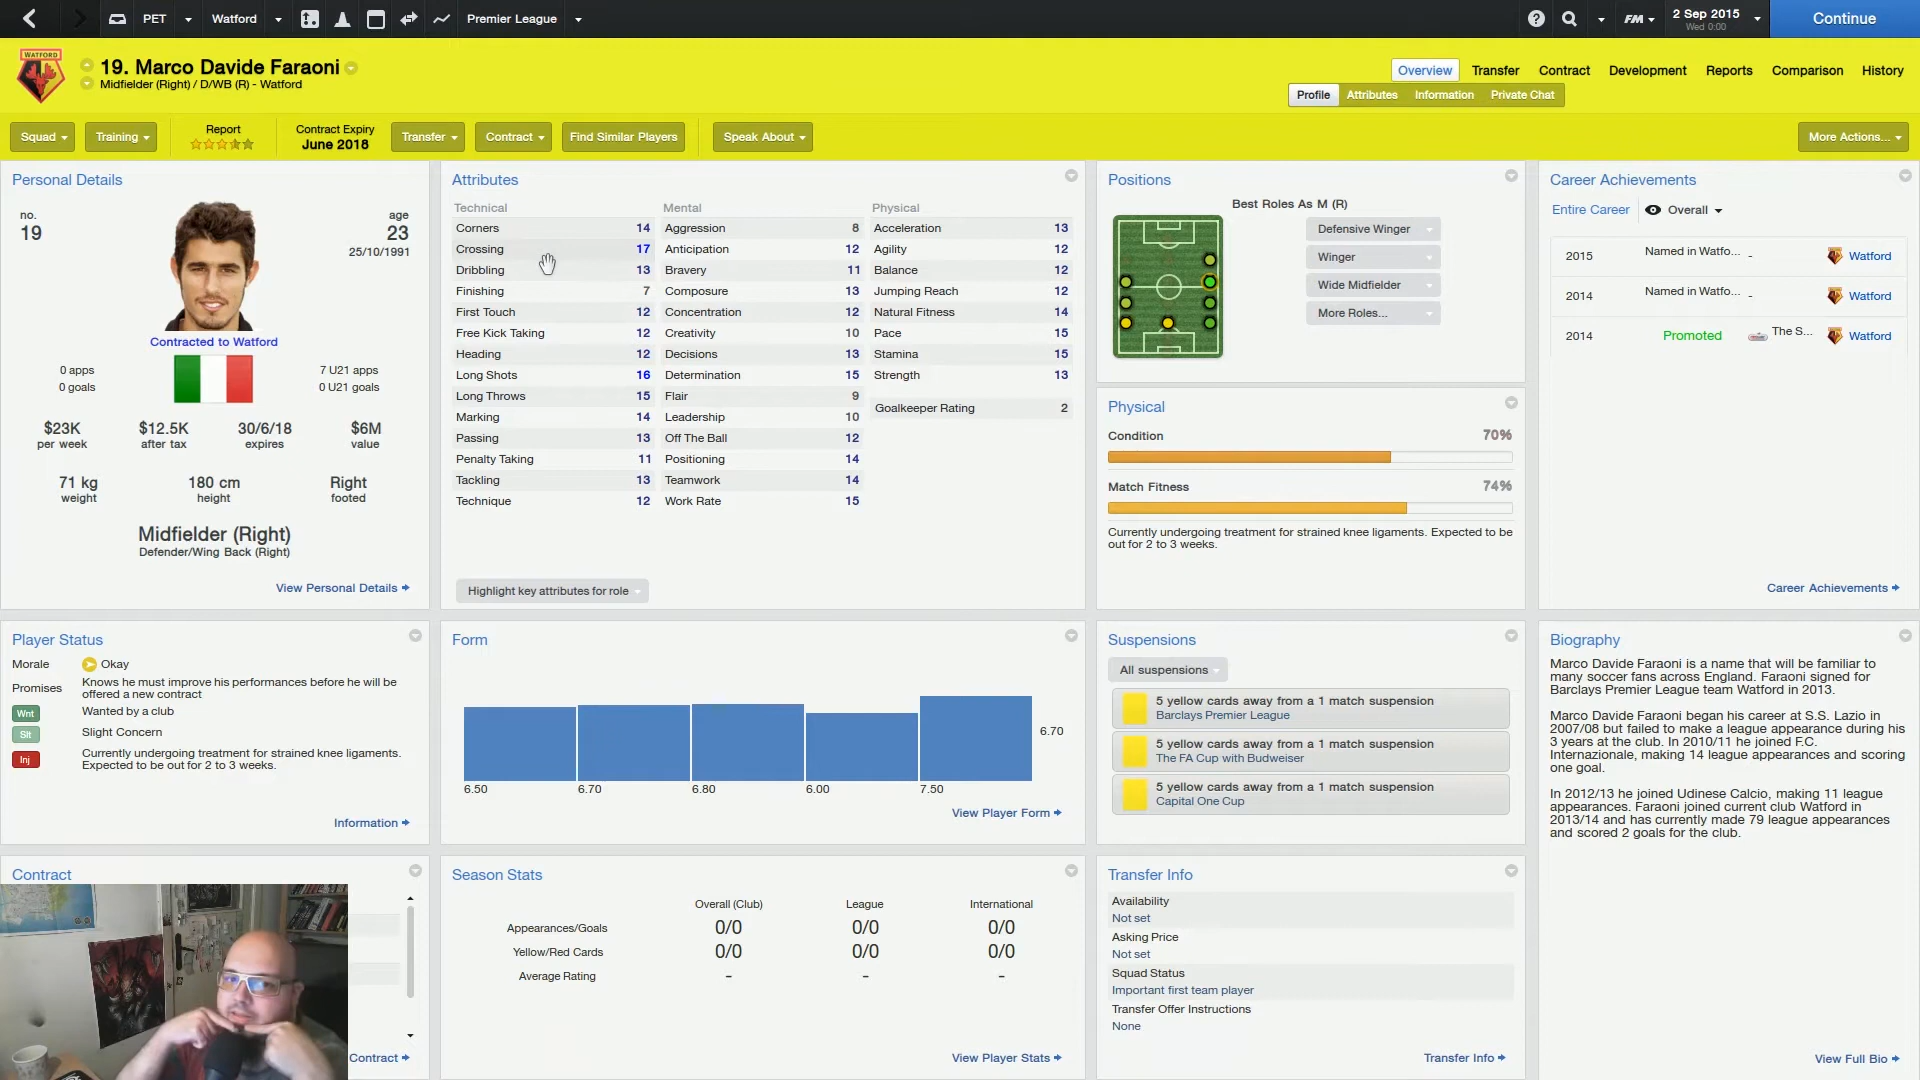 PET
Watford
Premier League
FM
2 Sep 2015
Wed 0:00
Continue
WATFORD
19. Marco Davide Faraoni
Midfielder (Right) / D/WB (R) - Watford
Overview
Transfer
Contract
Development
Reports
Comparison
History
Profile
Attributes
Information
Private Chat
Squad
Training
Report
Contract Expiry
June 2018
Transfer
Contract
Find Similar Players
Speak About
More Actions...
Personal Details
no.
19
age
23
25/10/1991
Contracted to Watford
0 apps
0 goals
7 U21 apps
0 U21 goals
$23K
per week
$12.5K
after tax
30/6/18
expires
$6M
value
71 kg
weight
180 cm
height
Right
footed
Midfielder (Right)
Defender/Wing Back (Right)
View Personal Details
Attributes
Technical
Corners 14
Crossing 17
Dribbling 13
Finishing 7
First Touch 12
Free Kick Taking 12
Heading 12
Long Shots 16
Long Throws 15
Marking 14
Passing 13
Penalty Taking 11
Tackling 13
Technique 12
Mental
Aggression 8
Anticipation 12
Bravery 11
Composure 13
Concentration 12
Creativity 10
Decisions 13
Determination 15
Flair 9
Leadership 10
Off The Ball 12
Positioning 14
Teamwork 14
Work Rate 15
Physical
Acceleration 13
Agility 12
Balance 12
Jumping Reach 12
Natural Fitness 14
Pace 15
Stamina 15
Strength 13
Goalkeeper Rating 2
Highlight key attributes for role
Positions
Best Roles As M (R)
Defensive Winger
Winger
Wide Midfielder
More Roles...
Physical
Condition 70%
Match Fitness 74%
Currently undergoing treatment for strained knee ligaments. Expected to be
out for 2 to 3 weeks.
Career Achievements
Entire Career
Overall
2015 Named in Watfo... - Watford
2014 Named in Watfo... - Watford
2014 Promoted The S... Watford
Career Achievements
Player Status
Morale Okay
Promises Knows he must improve his performances before he will be
offered a new contract
Wnt Wanted by a club
Slt Slight Concern
Inj Currently undergoing treatment for strained knee ligaments.
Expected to be out for 2 to 3 weeks.
Information
Form
6.70
6.50 6.70 6.80 6.00 7.50
View Player Form
Suspensions
All suspensions
5 yellow cards away from a 1 match suspension
Barclays Premier League
5 yellow cards away from a 1 match suspension
The FA Cup with Budweiser
5 yellow cards away from a 1 match suspension
Capital One Cup
Biography
Marco Davide Faraoni is a name that will be familiar to
many soccer fans across England. Faraoni signed for
Barclays Premier League team Watford in 2013.
Marco Davide Faraoni began his career at S.S. Lazio in
2007/08 but failed to make a league appearance during his
3 years at the club. In 2010/11 he joined F.C.
Internazionale, making 14 league appearances and scoring
one goal.
In 2012/13 he joined Udinese Calcio, making 11 league
appearances. Faraoni joined current club Watford in
2013/14 and has currently made 79 league appearances
and scored 2 goals for the club.
View Full Bio
Contract
Contract
Season Stats
Overall (Club) League International
Appearances/Goals 0/0 0/0 0/0
Yellow/Red Cards 0/0 0/0 0/0
Average Rating - - -
View Player Stats
Transfer Info
Availability
Not set
Asking Price
Not set
Squad Status
Important first team player
Transfer Offer Instructions
None
Transfer Info